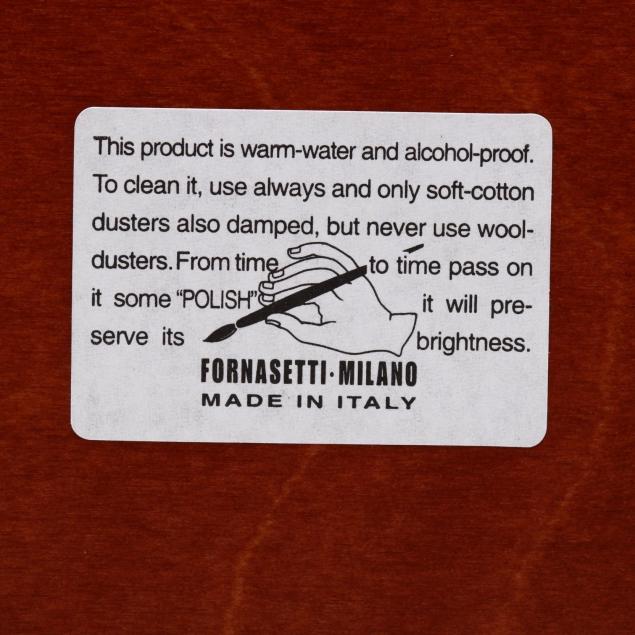 This product is warm-water and alcohol-proof.
To clean it, use always and only soft-cotton
dusters also damped, but never use wool-
dusters. From time to time pass on
it some “POLISH” it will pre-
serve its brightness.
FORNASETTI·MILANO
MADE IN ITALY